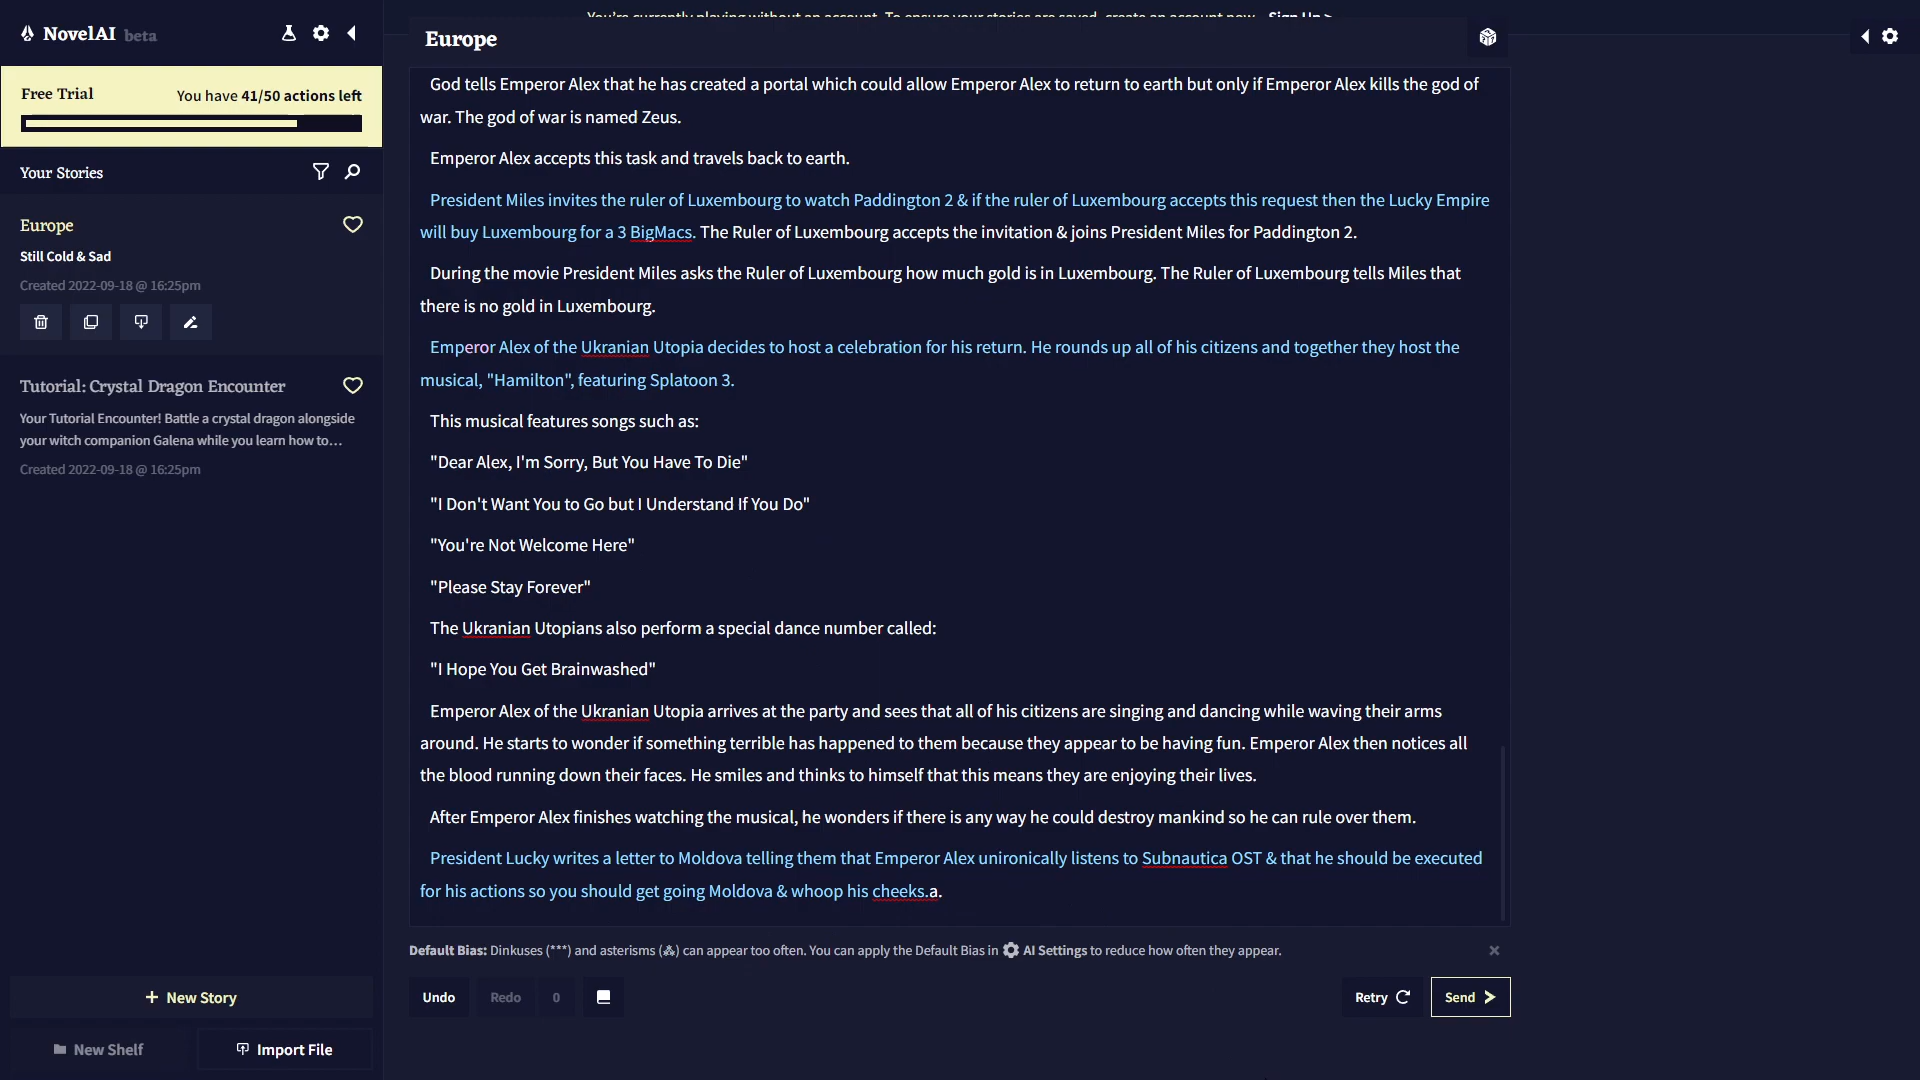 NovelAI beta
Free Trial
You have 41/50 actions left
Your Stories
Europe
Still Cold & Sad
Created 2022-09-18 @ 16:25pm
Tutorial: Crystal Dragon Encounter
Your Tutorial Encounter! Battle a crystal dragon alongside
your witch companion Galena while you learn how to...
Created 2022-09-18 @ 16:25pm
+ New Story
New Shelf
Import File
You're currently playing without an account. To ensure your stories are saved, create an account now. Sign Up >
Europe
God tells Emperor Alex that he has created a portal which could allow Emperor Alex to return to earth but only if Emperor Alex kills the god of
war. The god of war is named Zeus.
Emperor Alex accepts this task and travels back to earth.
President Miles invites the ruler of Luxembourg to watch Paddington 2 & if the ruler of Luxembourg accepts this request then the Lucky Empire
will buy Luxembourg for a 3 BigMacs. The Ruler of Luxembourg accepts the invitation & joins President Miles for Paddington 2.
During the movie President Miles asks the Ruler of Luxembourg how much gold is in Luxembourg. The Ruler of Luxembourg tells Miles that
there is no gold in Luxembourg.
Emperor Alex of the Ukranian Utopia decides to host a celebration for his return. He rounds up all of his citizens and together they host the
musical, "Hamilton", featuring Splatoon 3.
This musical features songs such as:
"Dear Alex, I'm Sorry, But You Have To Die"
"I Don't Want You to Go but I Understand If You Do"
"You're Not Welcome Here"
"Please Stay Forever"
The Ukranian Utopians also perform a special dance number called:
"I Hope You Get Brainwashed"
Emperor Alex of the Ukranian Utopia arrives at the party and sees that all of his citizens are singing and dancing while waving their arms
around. He starts to wonder if something terrible has happened to them because they appear to be having fun. Emperor Alex then notices all
the blood running down their faces. He smiles and thinks to himself that this means they are enjoying their lives.
After Emperor Alex finishes watching the musical, he wonders if there is any way he could destroy mankind so he can rule over them.
President Lucky writes a letter to Moldova telling them that Emperor Alex unironically listens to Subnautica OST & that he should be executed
for his actions so you should get going Moldova & whoop his cheeks.a.
Default Bias: Dinkuses (***) and asterisms (⁂) can appear too often. You can apply the Default Bias in AI Settings to reduce how often they appear.
Undo
Redo
0
Retry
Send